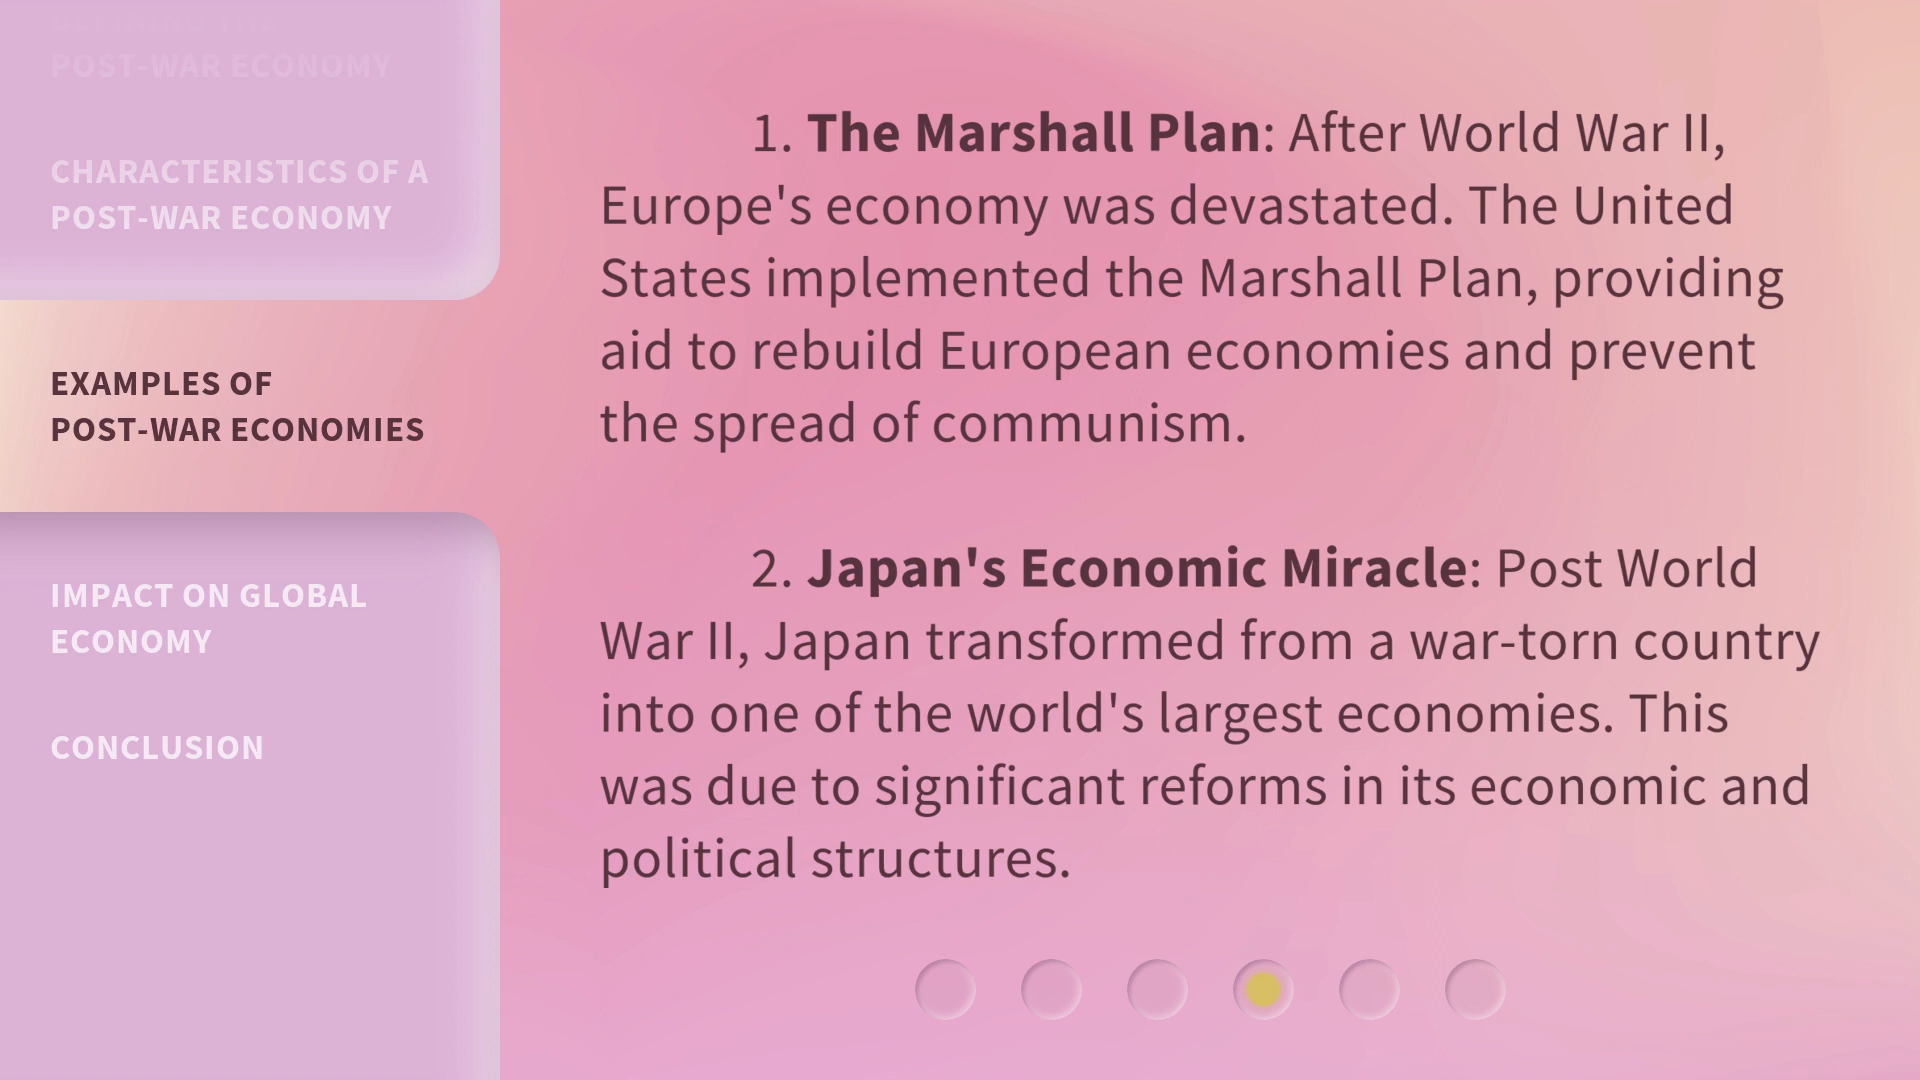 DEFINING THE
POST-WAR ECONOMY
CHARACTERISTICS OF A
POST-WAR ECONOMY
EXAMPLES OF
POST-WAR ECONOMIES
IMPACT ON GLOBAL
ECONOMY
CONCLUSION
1. The Marshall Plan: After World War II,
Europe's economy was devastated. The United
States implemented the Marshall Plan, providing
aid to rebuild European economies and prevent
the spread of communism.
2. Japan's Economic Miracle: Post World
War II, Japan transformed from a war-torn country
into one of the world's largest economies. This
was due to significant reforms in its economic and
political structures.